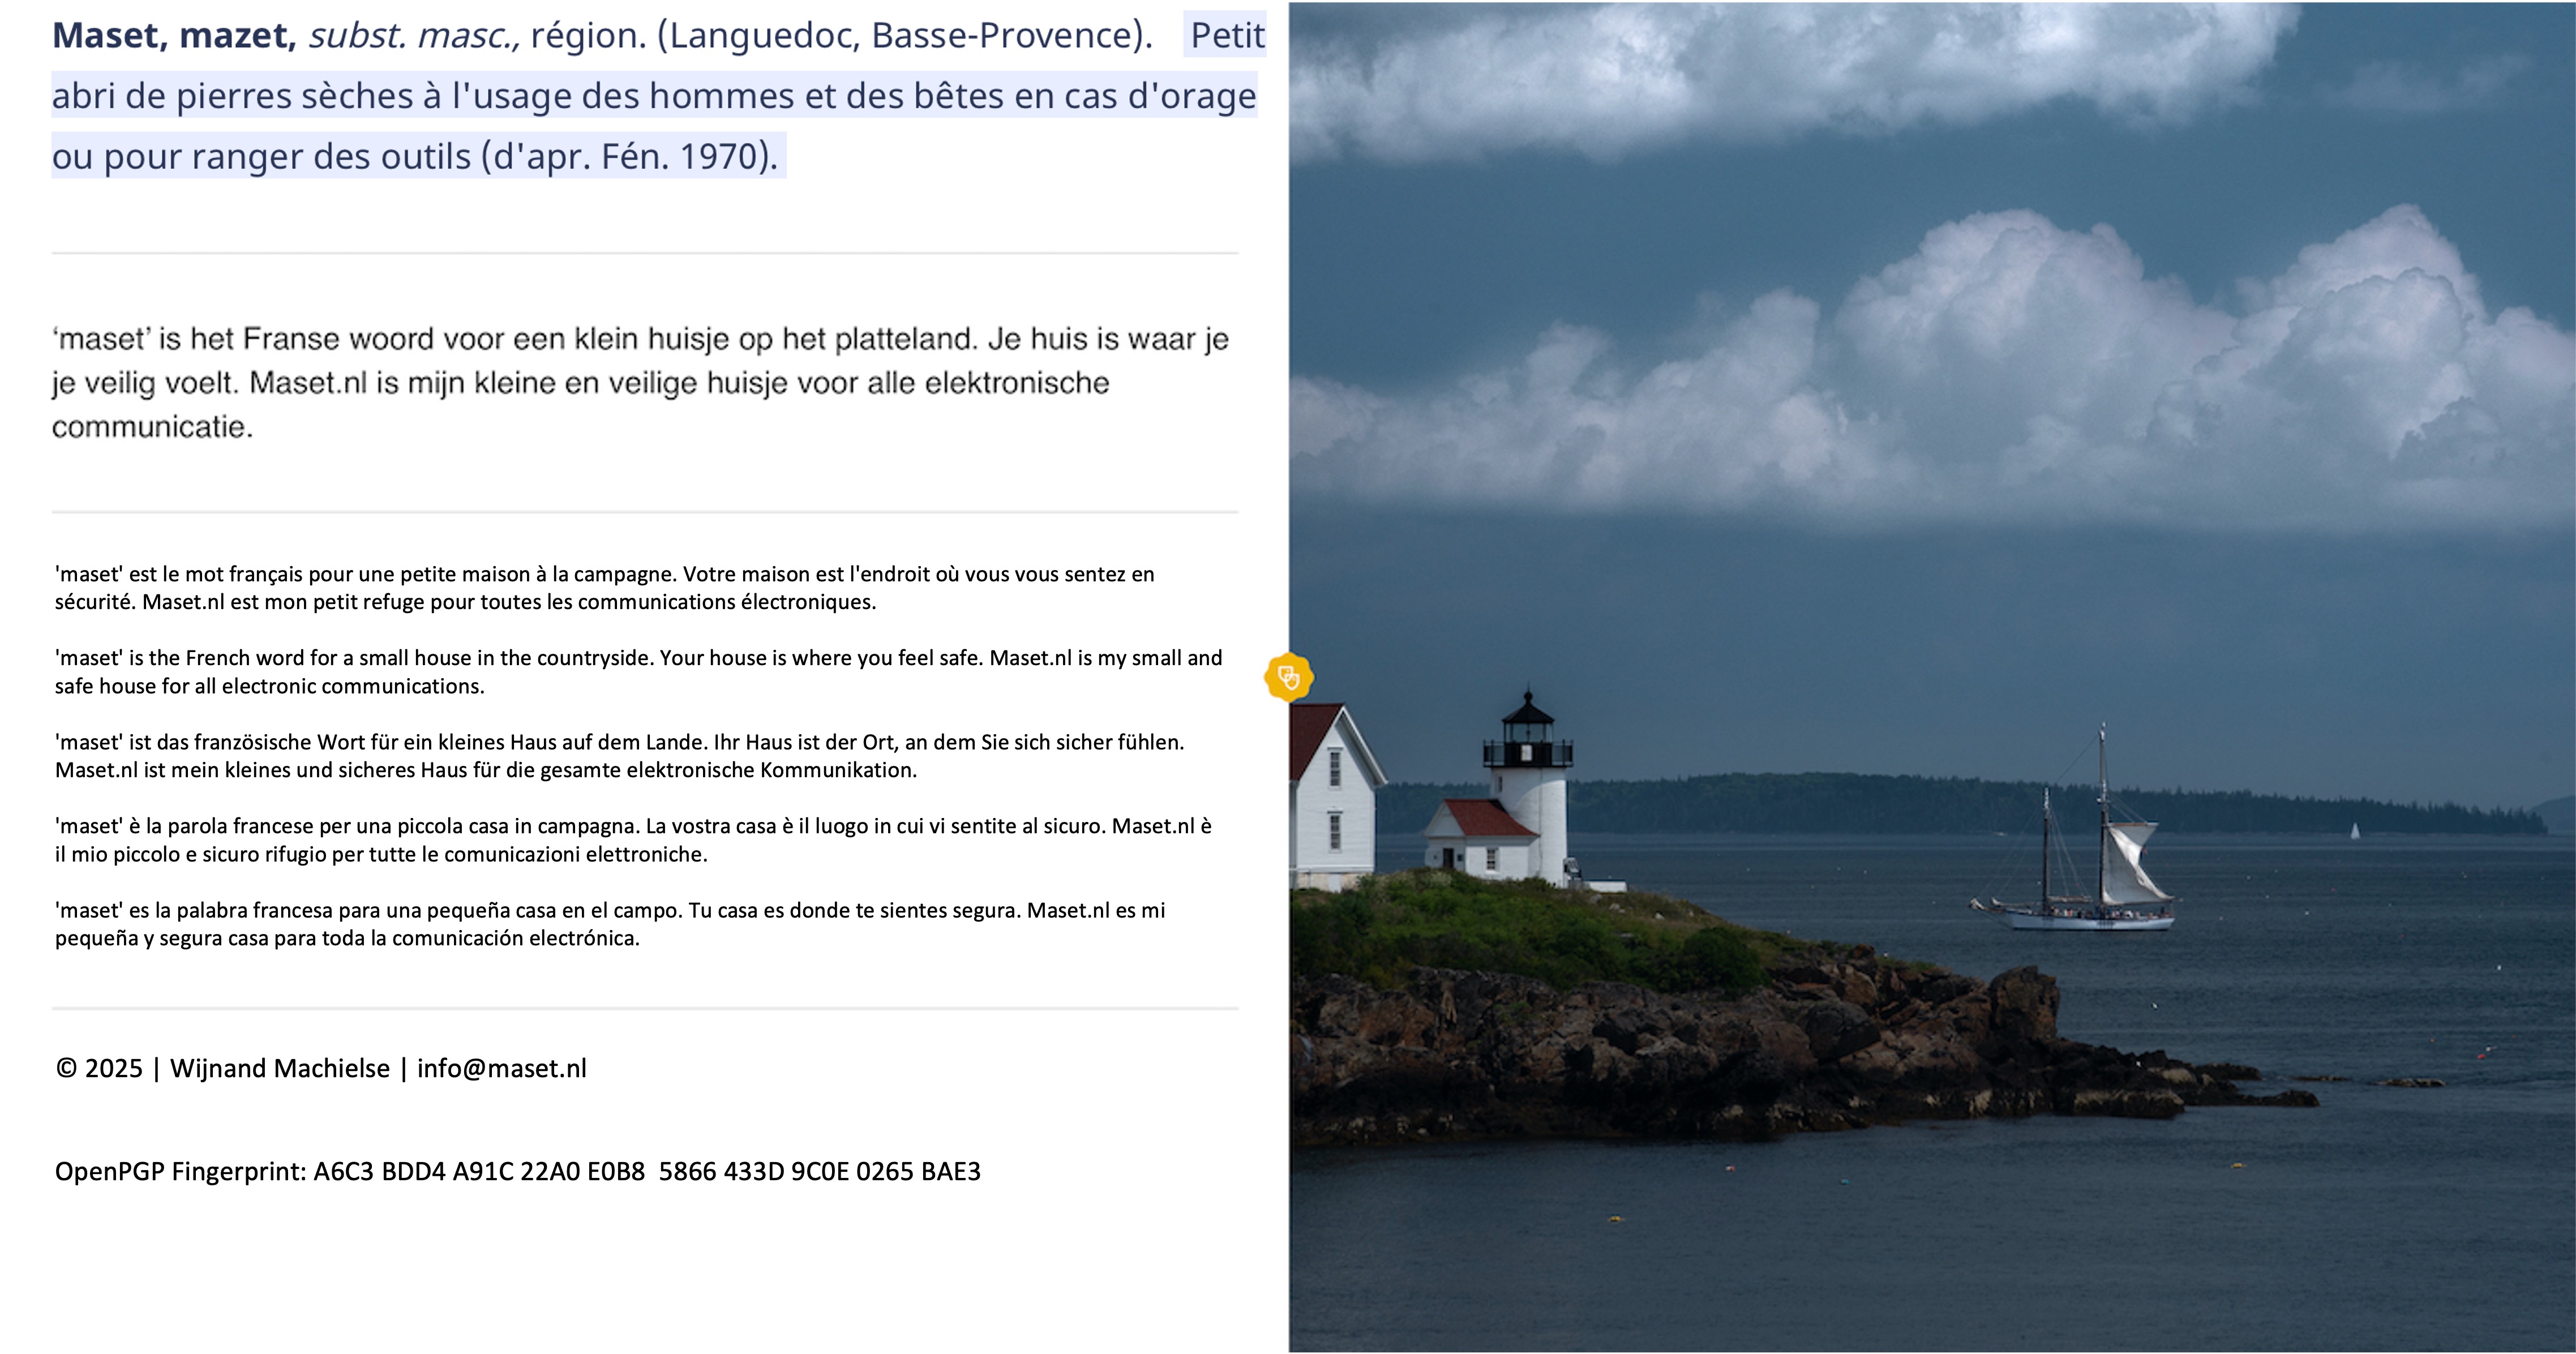 Maset, mazet, subst. masc., région. (Languedoc, Basse-Provence). Petit
abri de pierres sèches à l'usage des hommes et des bêtes en cas d'orage
ou pour ranger des outils (d'apr. Fén. 1970).
‘maset’ is het Franse woord voor een klein huisje op het platteland. Je huis is waar je
je veilig voelt. Maset.nl is mijn kleine en veilige huisje voor alle elektronische
communicatie.
'maset' est le mot français pour une petite maison à la campagne. Votre maison est l'endroit où vous vous sentez en
sécurité. Maset.nl est mon petit refuge pour toutes les communications électroniques.
'maset' is the French word for a small house in the countryside. Your house is where you feel safe. Maset.nl is my small and
safe house for all electronic communications.
'maset' ist das französische Wort für ein kleines Haus auf dem Lande. Ihr Haus ist der Ort, an dem Sie sich sicher fühlen.
Maset.nl ist mein kleines und sicheres Haus für die gesamte elektronische Kommunikation.
'maset' è la parola francese per una piccola casa in campagna. La vostra casa è il luogo in cui vi sentite al sicuro. Maset.nl è
il mio piccolo e sicuro rifugio per tutte le comunicazioni elettroniche.
'maset' es la palabra francesa para una pequeña casa en el campo. Tu casa es donde te sientes segura. Maset.nl es mi
pequeña y segura casa para toda la comunicación electrónica.
© 2025 | Wijnand Machielse | info@maset.nl
OpenPGP Fingerprint: A6C3 BDD4 A91C 22A0 E0B8  5866 433D 9C0E 0265 BAE3